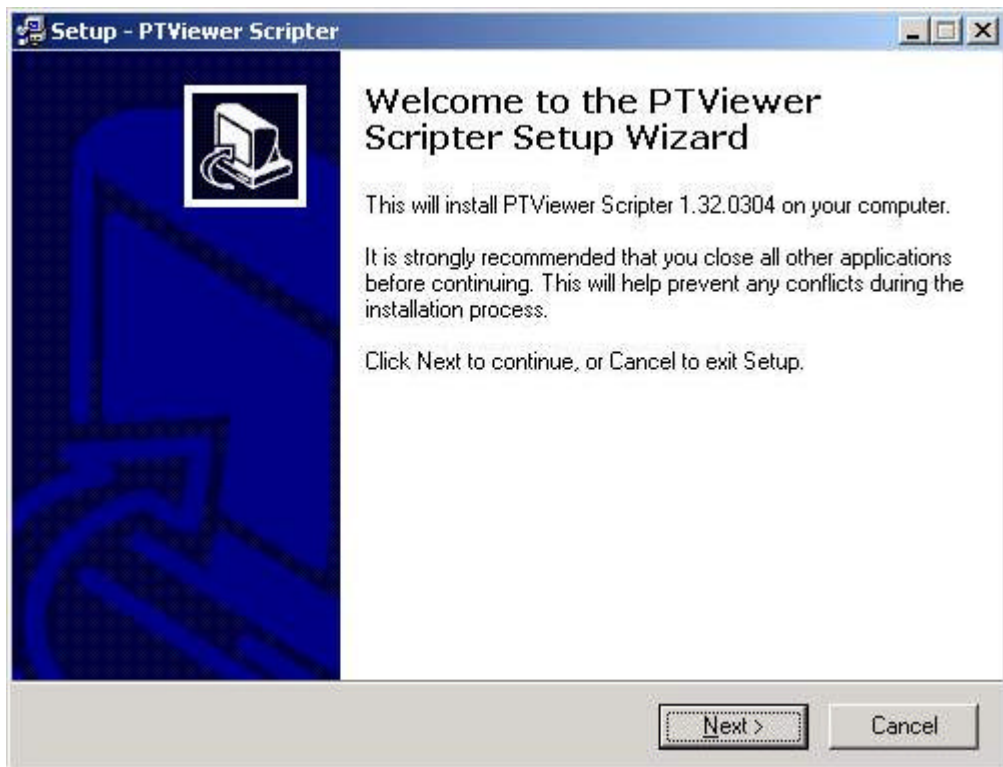 Setup - PTViewer Scripter
Welcome to the PTViewer
Scripter Setup Wizard
This will install PTViewer Scripter 1.32.0304 on your computer.
It is strongly recommended that you close all other applications
before continuing. This will help prevent any conflicts during the
installation process.
Click Next to continue, or Cancel to exit Setup.
Next >
Cancel